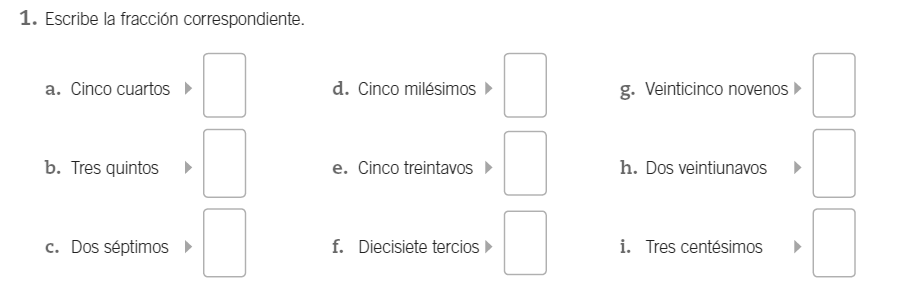 1. Escribe la fracción correspondiente.
a. Cinco cuartos
d. Cinco milésimos
g. Veinticinco novenos
b. Tres quintos
e. Cinco treintavos
h. Dos veintiunavos
c. Dos séptimos
f. Diecisiete tercios
i. Tres centésimos